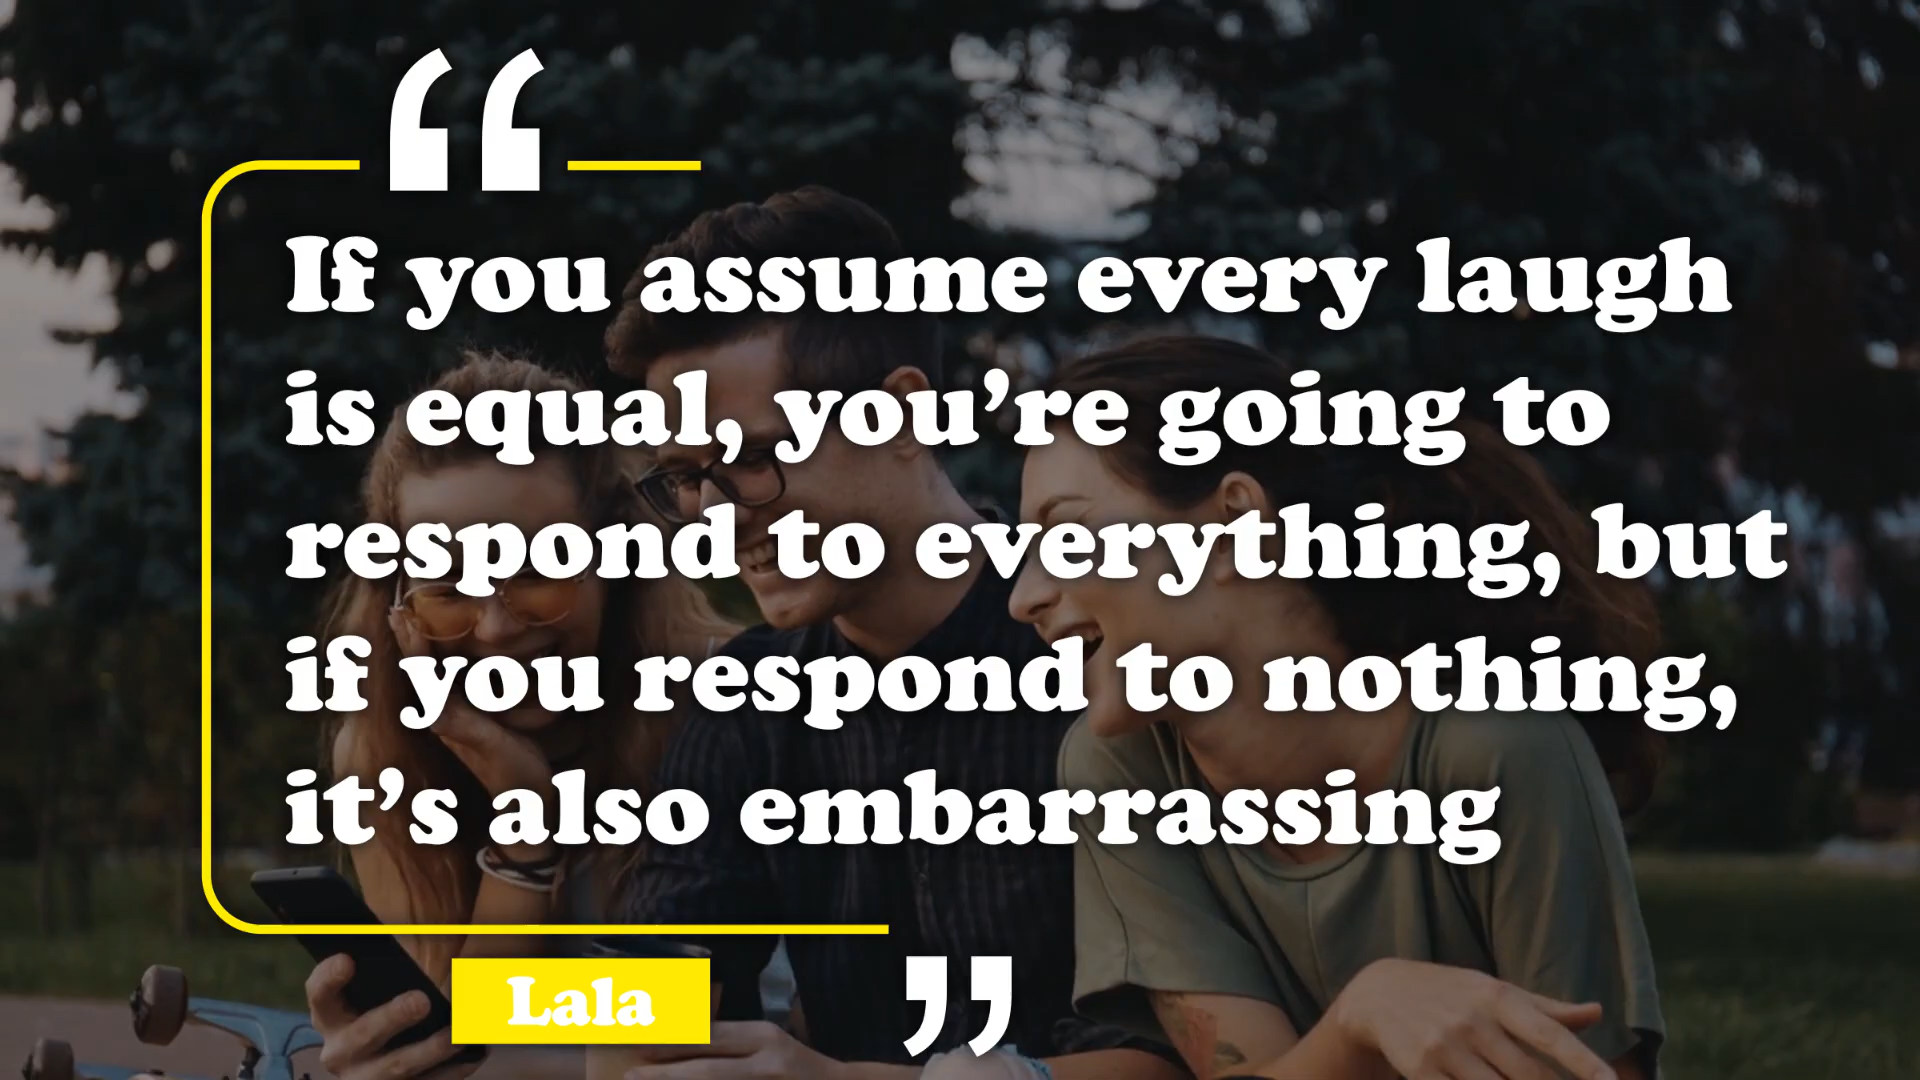 “
If you assume every laugh
is equal, you’re going to
respond to everything, but
if you respond to nothing,
it’s also embarrassing
”
Lala